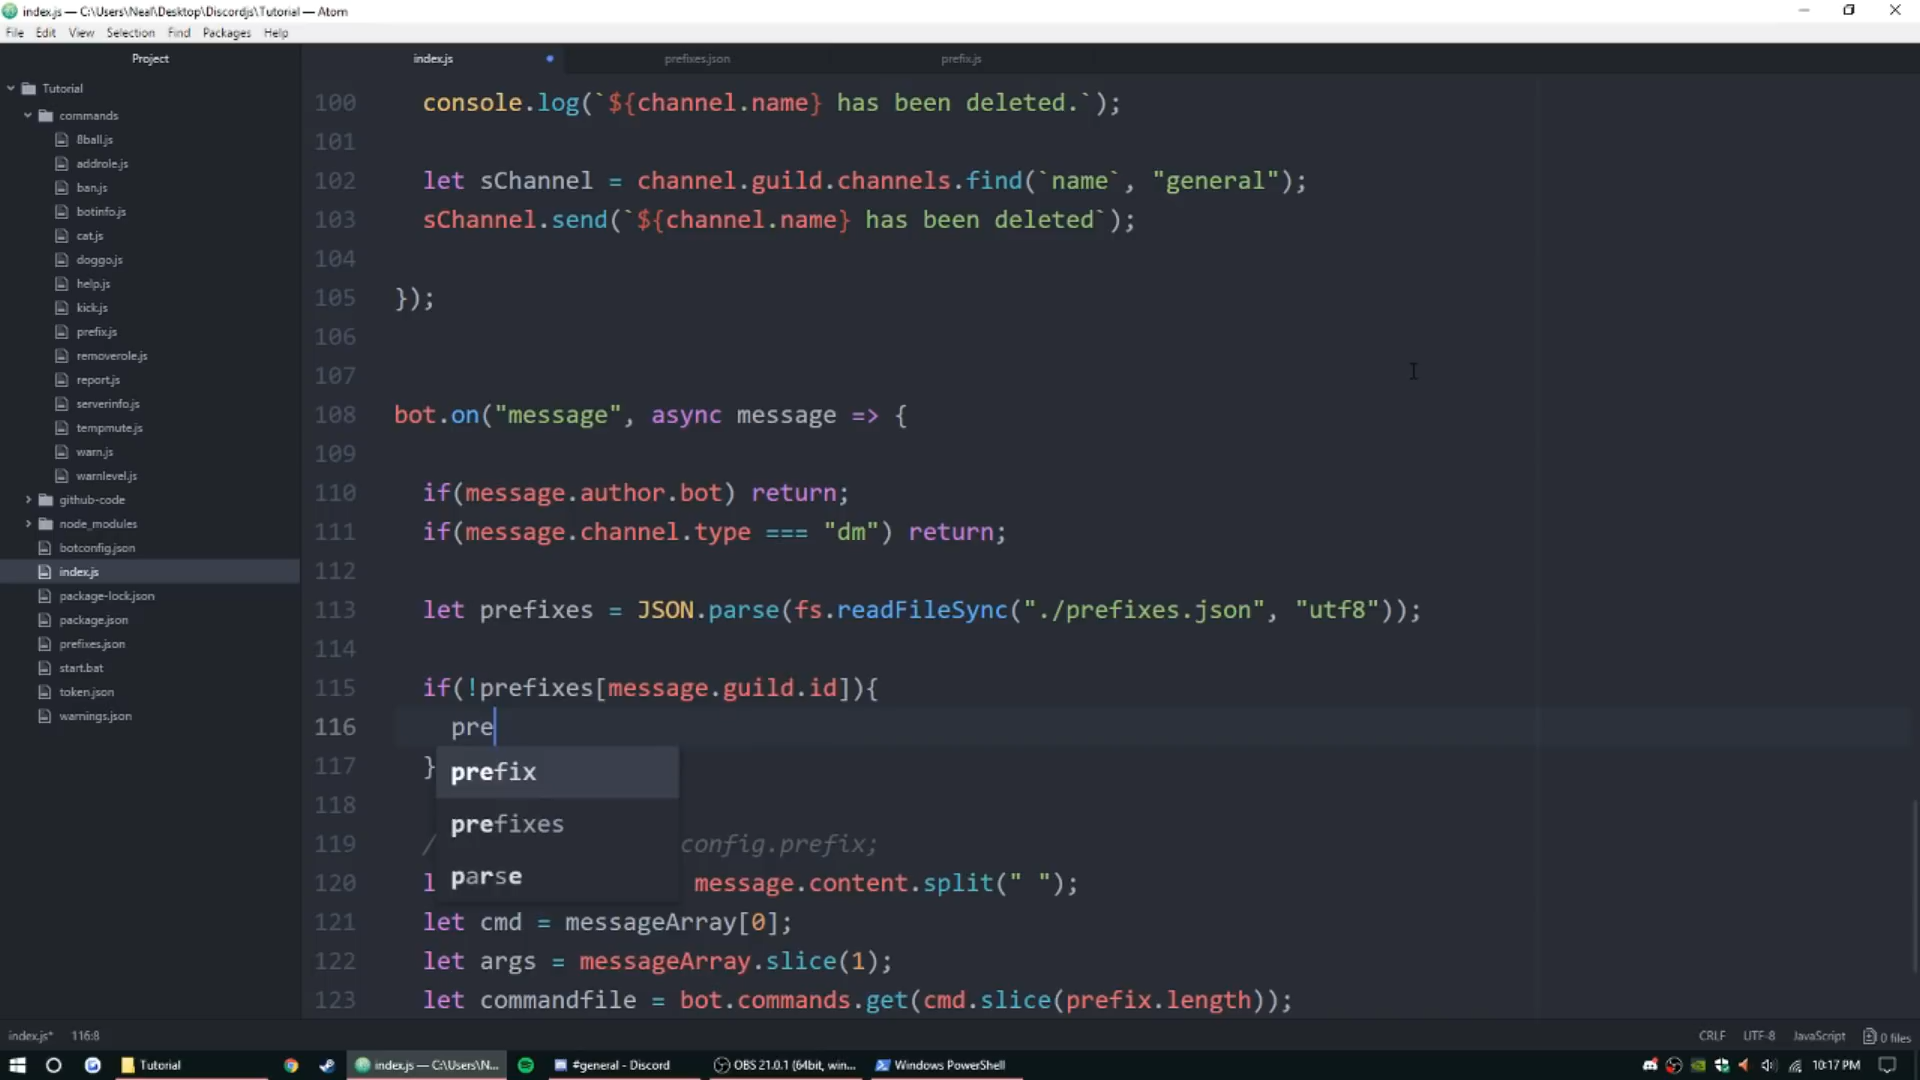 index.js — C:\Users\Neal\Desktop\Discordjs\Tutorial — Atom
File Edit View Selection Find Packages Help
Project
index.js
prefixes.json
prefix.js
Tutorial
commands
8ball.js
addrole.js
ban.js
botinfo.js
cat.js
doggo.js
help.js
kick.js
prefix.js
removerole.js
report.js
serverinfo.js
tempmute.js
warn.js
warnlevel.js
github-code
node_modules
botconfig.json
index.js
package-lock.json
package.json
prefixes.json
start.bat
token.json
warnings.json
100 console.log(`${channel.name} has been deleted.`);
101
102 let sChannel = channel.guild.channels.find(`name`, "general");
103 sChannel.send(`${channel.name} has been deleted`);
104
105 });
106
107
108 bot.on("message", async message => {
109
110 if(message.author.bot) return;
111 if(message.channel.type === "dm") return;
112
113 let prefixes = JSON.parse(fs.readFileSync("./prefixes.json", "utf8"));
114
115 if(!prefixes[message.guild.id]){
116 pre
117 }
prefix
118
prefixes
119 / config.prefix;
parse
120 l message.content.split(" ");
121 let cmd = messageArray[0];
122 let args = messageArray.slice(1);
123 let commandfile = bot.commands.get(cmd.slice(prefix.length));
index.js* 116:8
CRLF UTF-8 JavaScript 0 files
Tutorial
index.js — C:\Users\N...
#general - Discord
OBS 21.0.1 (64bit, win...
Windows PowerShell
10:17 PM